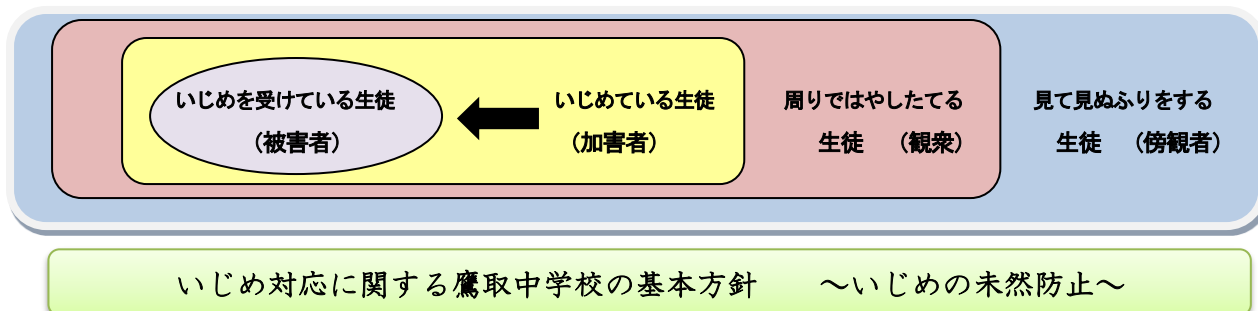 いじめを受けている生徒
（被害者）
いじめている生徒
（加害者）
周りではやしたてる
生徒　（観衆）
見て見ぬふりをする
生徒　（傍観者）
いじめ対応に関する鷹取中学校の基本方針　　～いじめの未然防止～